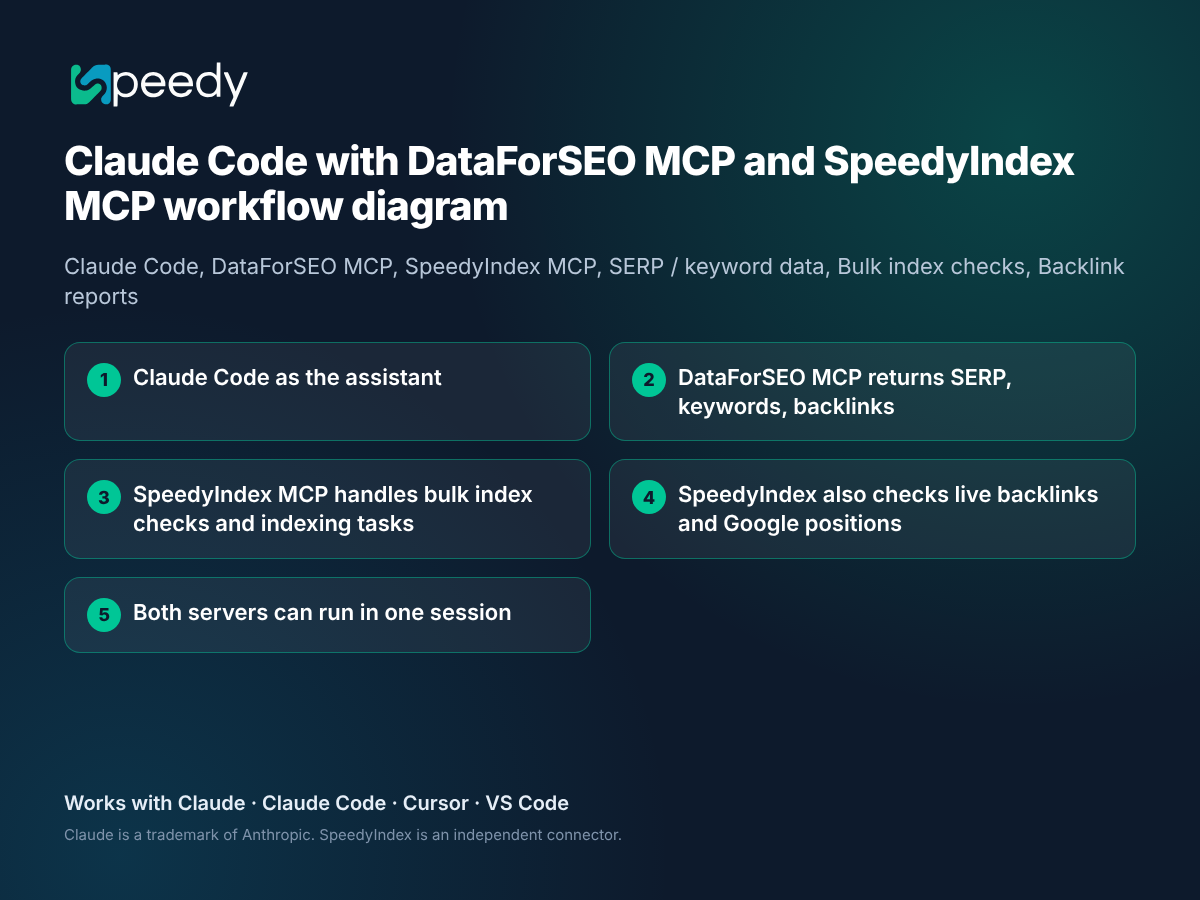 Speedy
Claude Code with DataForSEO MCP and SpeedyIndex
MCP workflow diagram
Claude Code, DataForSEO MCP, SpeedyIndex MCP, SERP / keyword data, Bulk index checks, Backlink
reports
1 Claude Code as the assistant
2 DataForSEO MCP returns SERP,
keywords, backlinks
3 SpeedyIndex MCP handles bulk index
checks and indexing tasks
4 SpeedyIndex also checks live backlinks
and Google positions
5 Both servers can run in one session
Works with Claude · Claude Code · Cursor · VS Code
Claude is a trademark of Anthropic. SpeedyIndex is an independent connector.